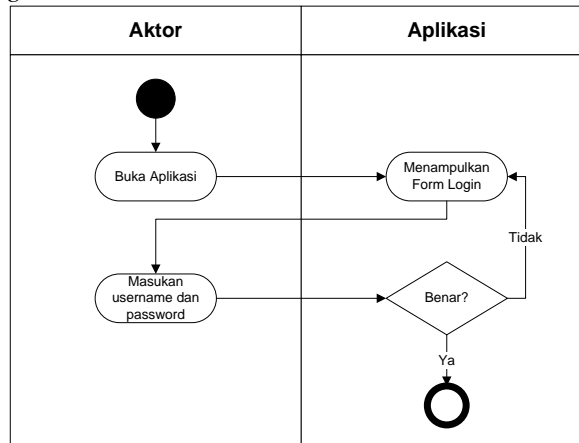 g
Aktor
Aplikasi
Buka Aplikasi
Menampulkan
Form Login
Tidak
Masukan
username dan
password
Benar?
Ya